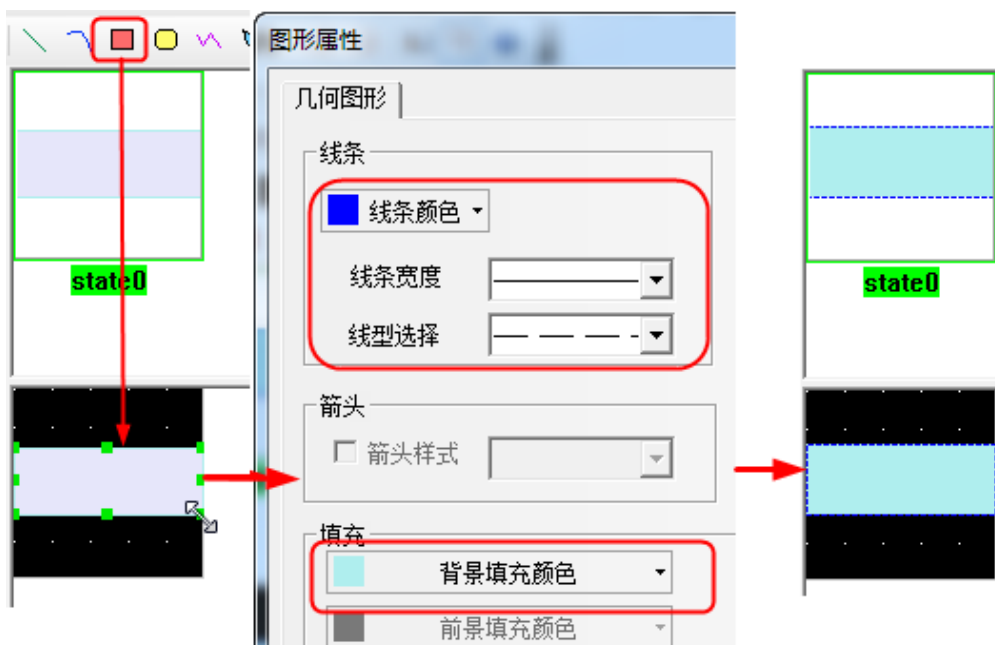 图形属性
几何图形
线条
线条颜色
state0
线条宽度
state0
线型选择
箭头
箭头样式
填充
背景填充颜色
前景填充颜色